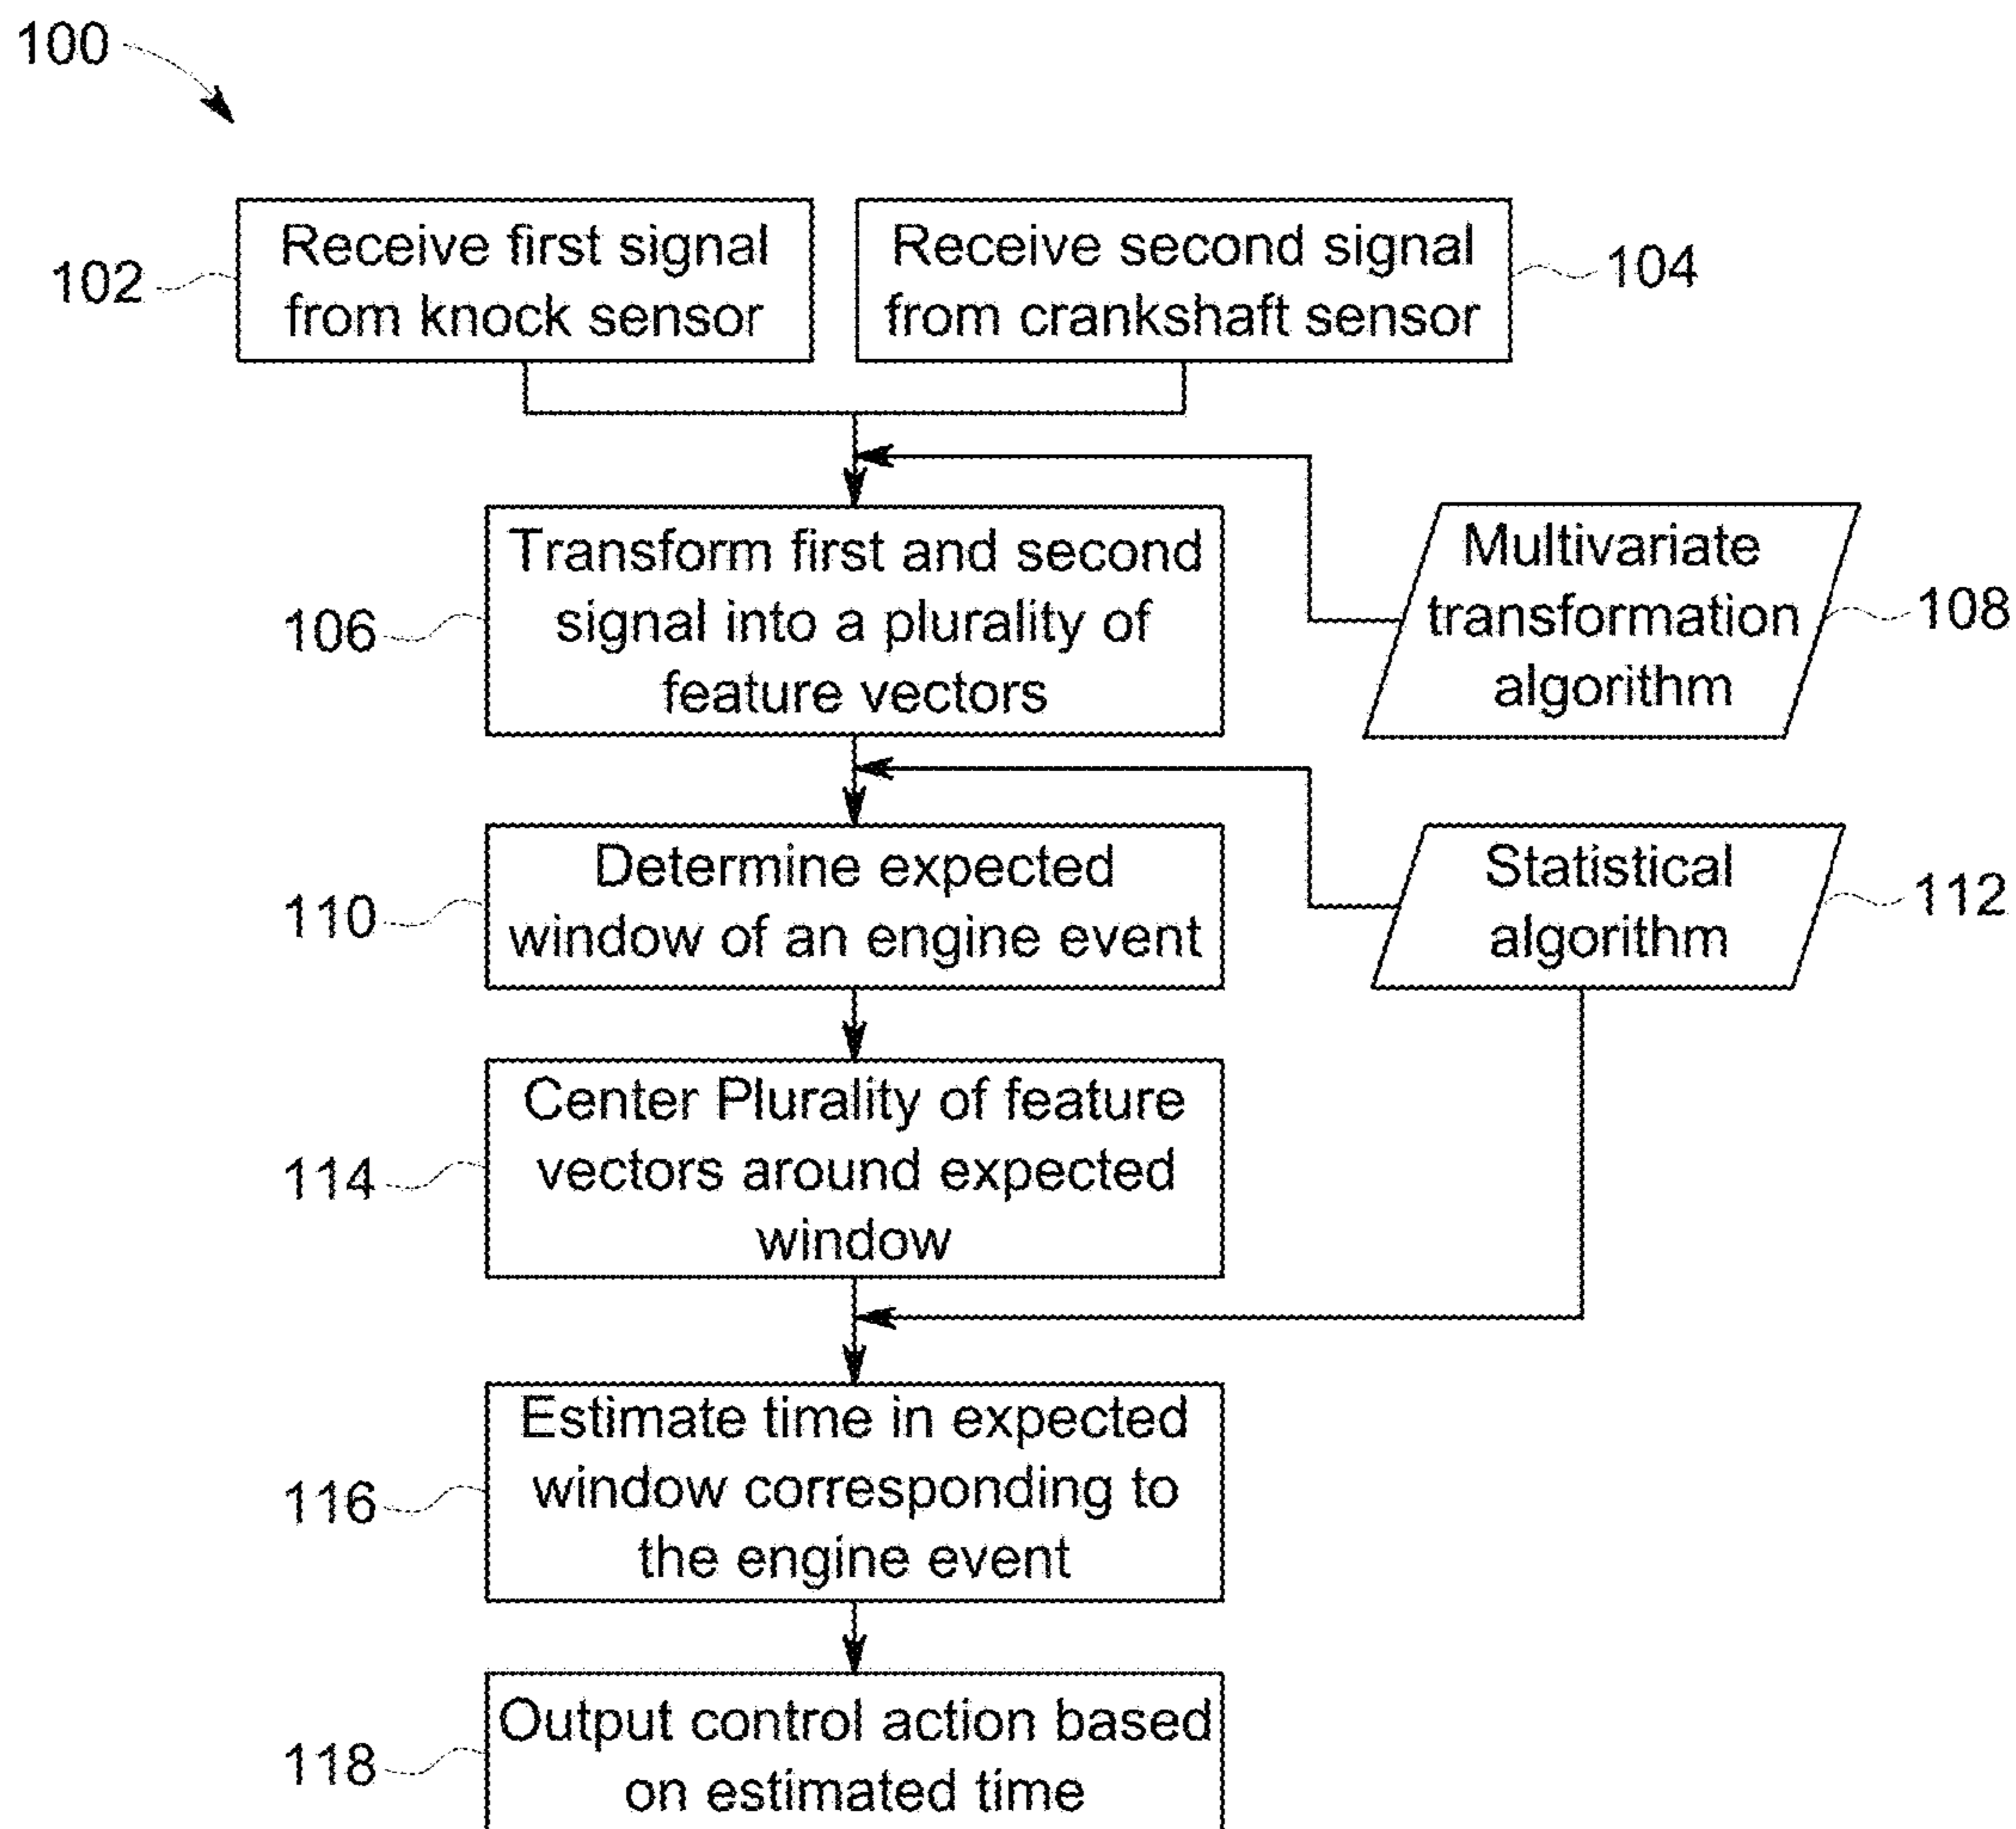 100
102
Receive first signal
from knock sensor
Receive second signal
from crankshaft sensor
104
106
Transform first and second
signal into a plurality of
feature vectors
Multivariate
transformation
algorithm
108
110
Determine expected
window of an engine event
Statistical
algorithm
112
114
Center Plurality of feature
vectors around expected
window
116
Estimate time in expected
window corresponding to
the engine event
118
Output control action based
on estimated time